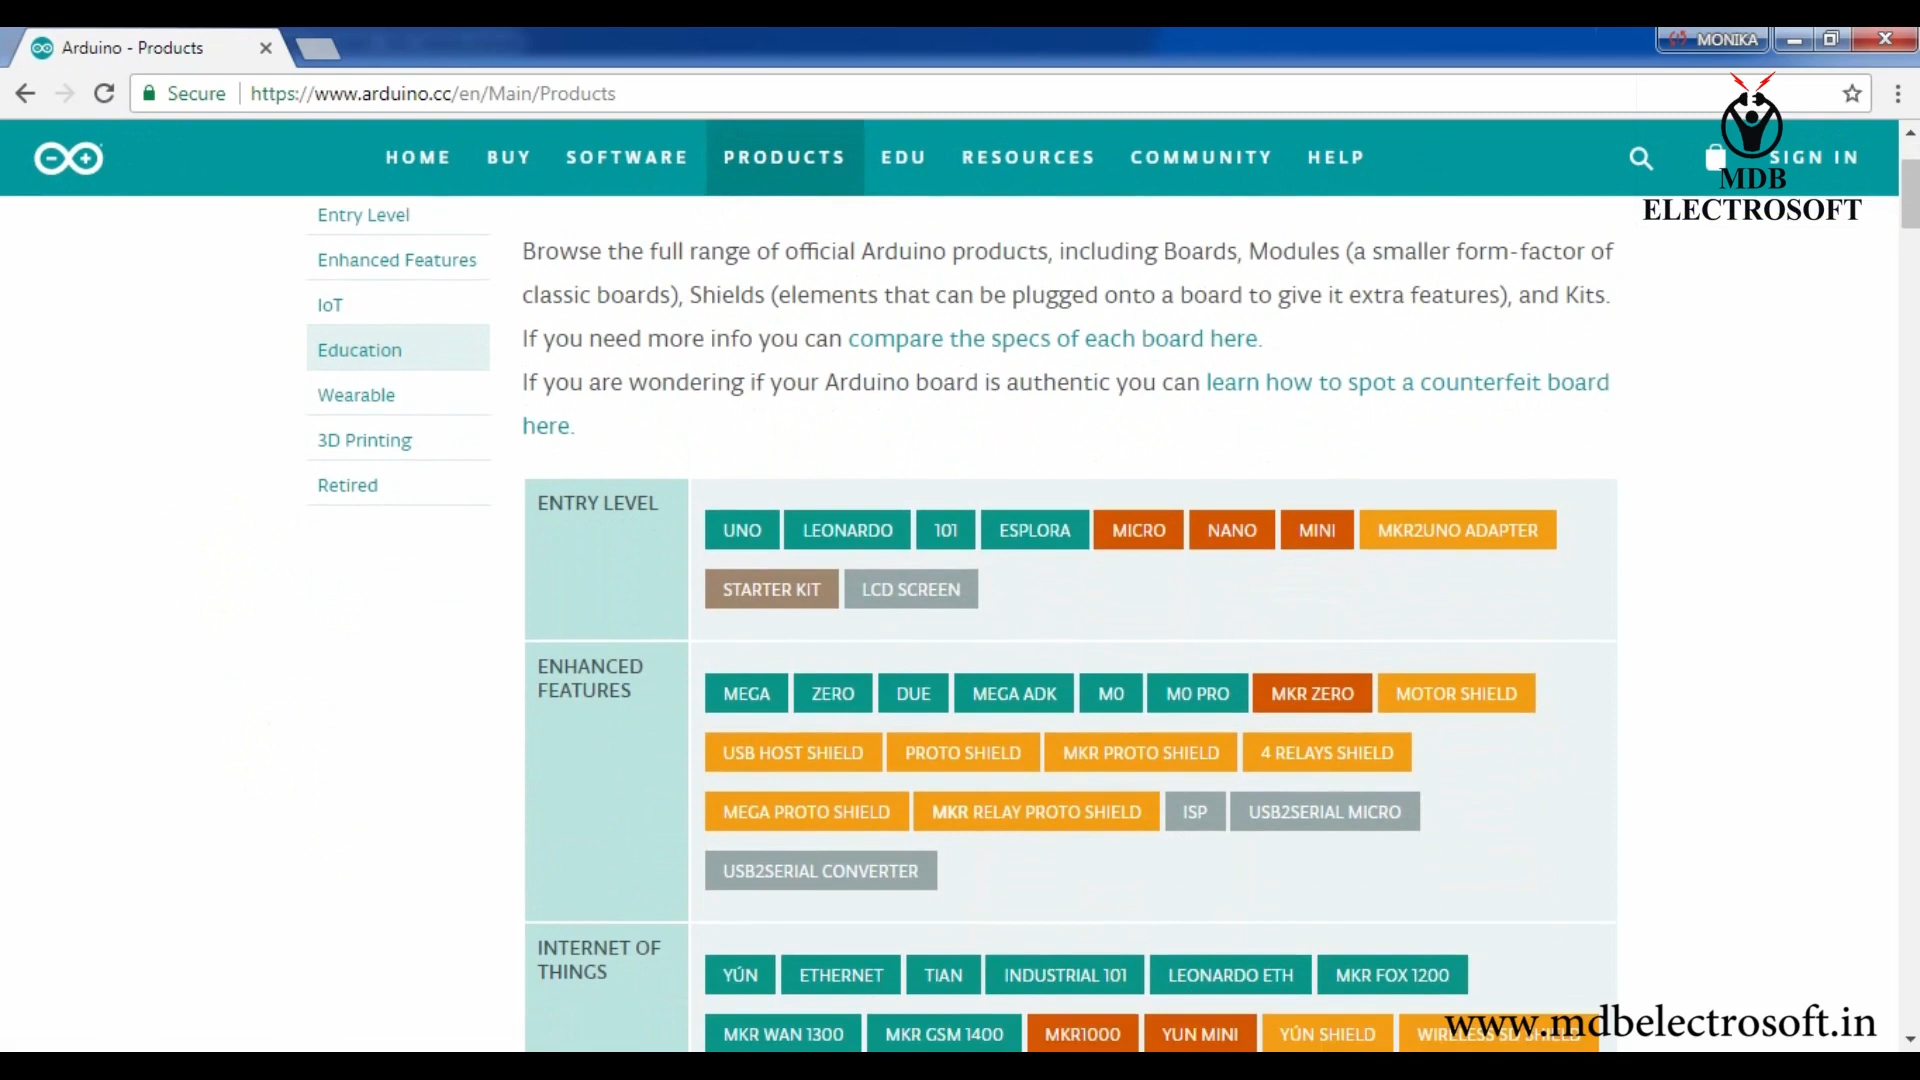 Arduino - Products
MONIKA
Secure
https://www.arduino.cc/en/Main/Products
HOME BUY SOFTWARE PRODUCTS EDU RESOURCES COMMUNITY HELP SIGN IN
MDB
ELECTROSOFT
Entry Level
Enhanced Features
IoT
Education
Wearable
3D Printing
Retired
Browse the full range of official Arduino products, including Boards, Modules (a smaller form-factor of
classic boards), Shields (elements that can be plugged onto a board to give it extra features), and Kits.
If you need more info you can compare the specs of each board here.
If you are wondering if your Arduino board is authentic you can learn how to spot a counterfeit board
here.
ENTRY LEVEL
UNO LEONARDO 101 ESPLORA MICRO NANO MINI MKR2UNO ADAPTER
STARTER KIT LCD SCREEN
ENHANCED
FEATURES
MEGA ZERO DUE MEGA ADK M0 M0 PRO MKR ZERO MOTOR SHIELD
USB HOST SHIELD PROTO SHIELD MKR PROTO SHIELD 4 RELAYS SHIELD
MEGA PROTO SHIELD MKR RELAY PROTO SHIELD ISP USB2SERIAL MICRO
USB2SERIAL CONVERTER
INTERNET OF
THINGS
YÚN ETHERNET TIAN INDUSTRIAL 101 LEONARDO ETH MKR FOX 1200
MKR WAN 1300 MKR GSM 1400 MKR1000 YUN MINI YÚN SHIELD WIRELESS SD SHIELD
www.mdbelectrosoft.in